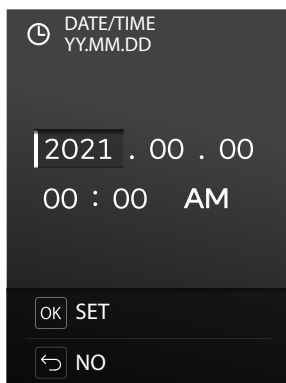 DATE/TIME
YY.MM.DD
2021 . 00 . 00
00 : 00 AM
OK SET
NO